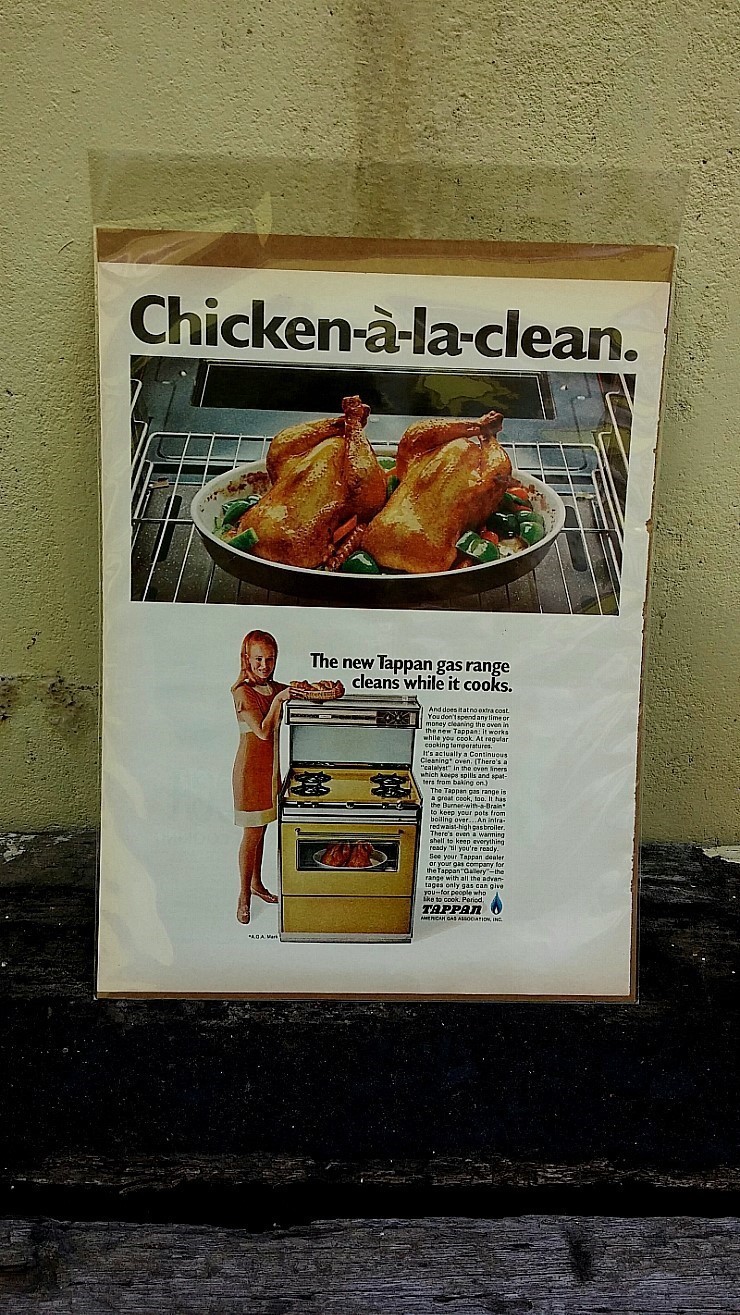 Chicken-à-la-clean.
The new Tappan gas range
cleans while it cooks.
And does it at no extra cost.
You don't spend any time or
money cleaning the oven in
the new Tappan: it works
while you cook. At regular
cooking temperatures.
It's actually a Continuous
Cleaning* oven. (There's a
"catalyst" in the oven liners
which keeps spills and spat-
ters from baking on.)
The Tappan gas range is
a great cook, too. It has
the Burner-with-a-Brain*
to keep your pots from
boiling over...An infra-
red waist-high gas broiler.
There's even a warming
shelf to keep everything
ready 'til you're ready.
See your Tappan dealer
or your gas company for
the Tappan "Gallery"—the
range with all the advan-
tages only gas can give
you—for people who
like to cook. Period.
TAPPAN
AMERICAN GAS ASSOCIATION, INC.
*A.G.A. Mark